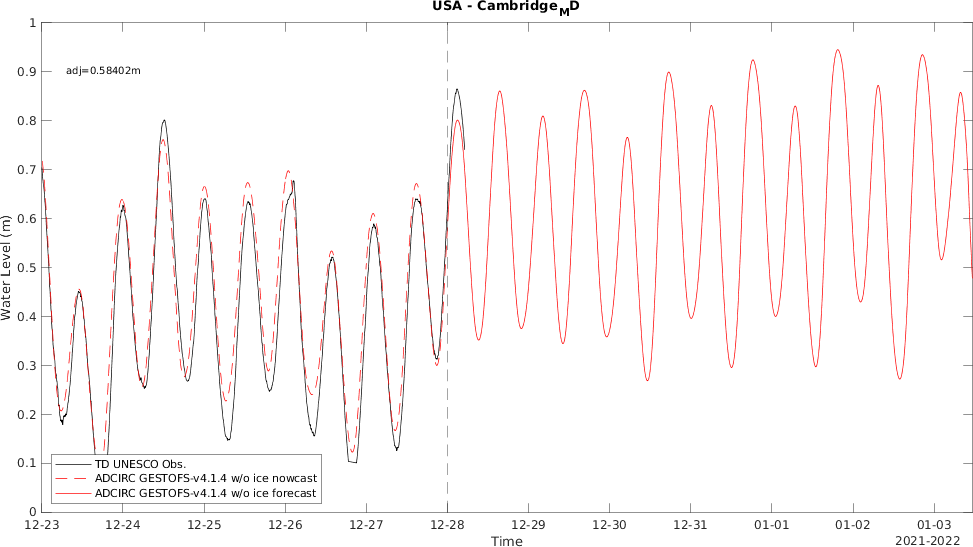 USA - Cambridge_MD
adj=0.58402m
1
0.9
0.8
0.7
0.6
0.5
0.4
0.3
0.2
0.1
0
Water Level (m)
TD UNESCO Obs.
ADCIRC GESTOFS-v4.1.4 w/o ice nowcast
ADCIRC GESTOFS-v4.1.4 w/o ice forecast
12-23 12-24 12-25 12-26 12-27 12-28 12-29 12-30 12-31 01-01 01-02 01-03
Time
2021-2022